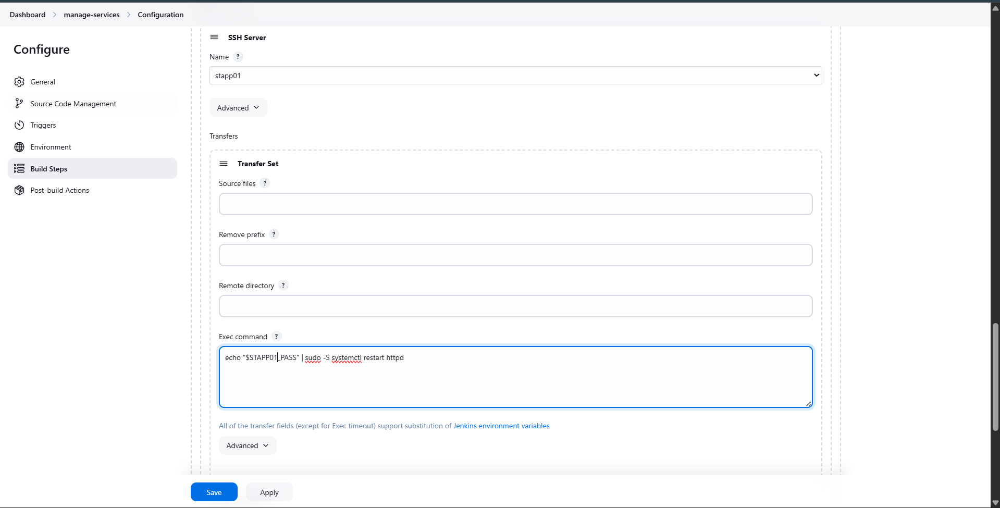 Dashboard > manage-services > Configuration
Configure
General
Source Code Management
Triggers
Environment
Build Steps
Post-build Actions
SSH Server
Name ?
stapp01
Advanced
Transfers
Transfer Set
Source files ?
Remove prefix ?
Remote directory ?
Exec command ?
echo "$STAPP01_PASS" | sudo -S systemctl restart httpd
All of the transfer fields (except for Exec timeout) support substitution of Jenkins environment variables
Advanced
Save
Apply